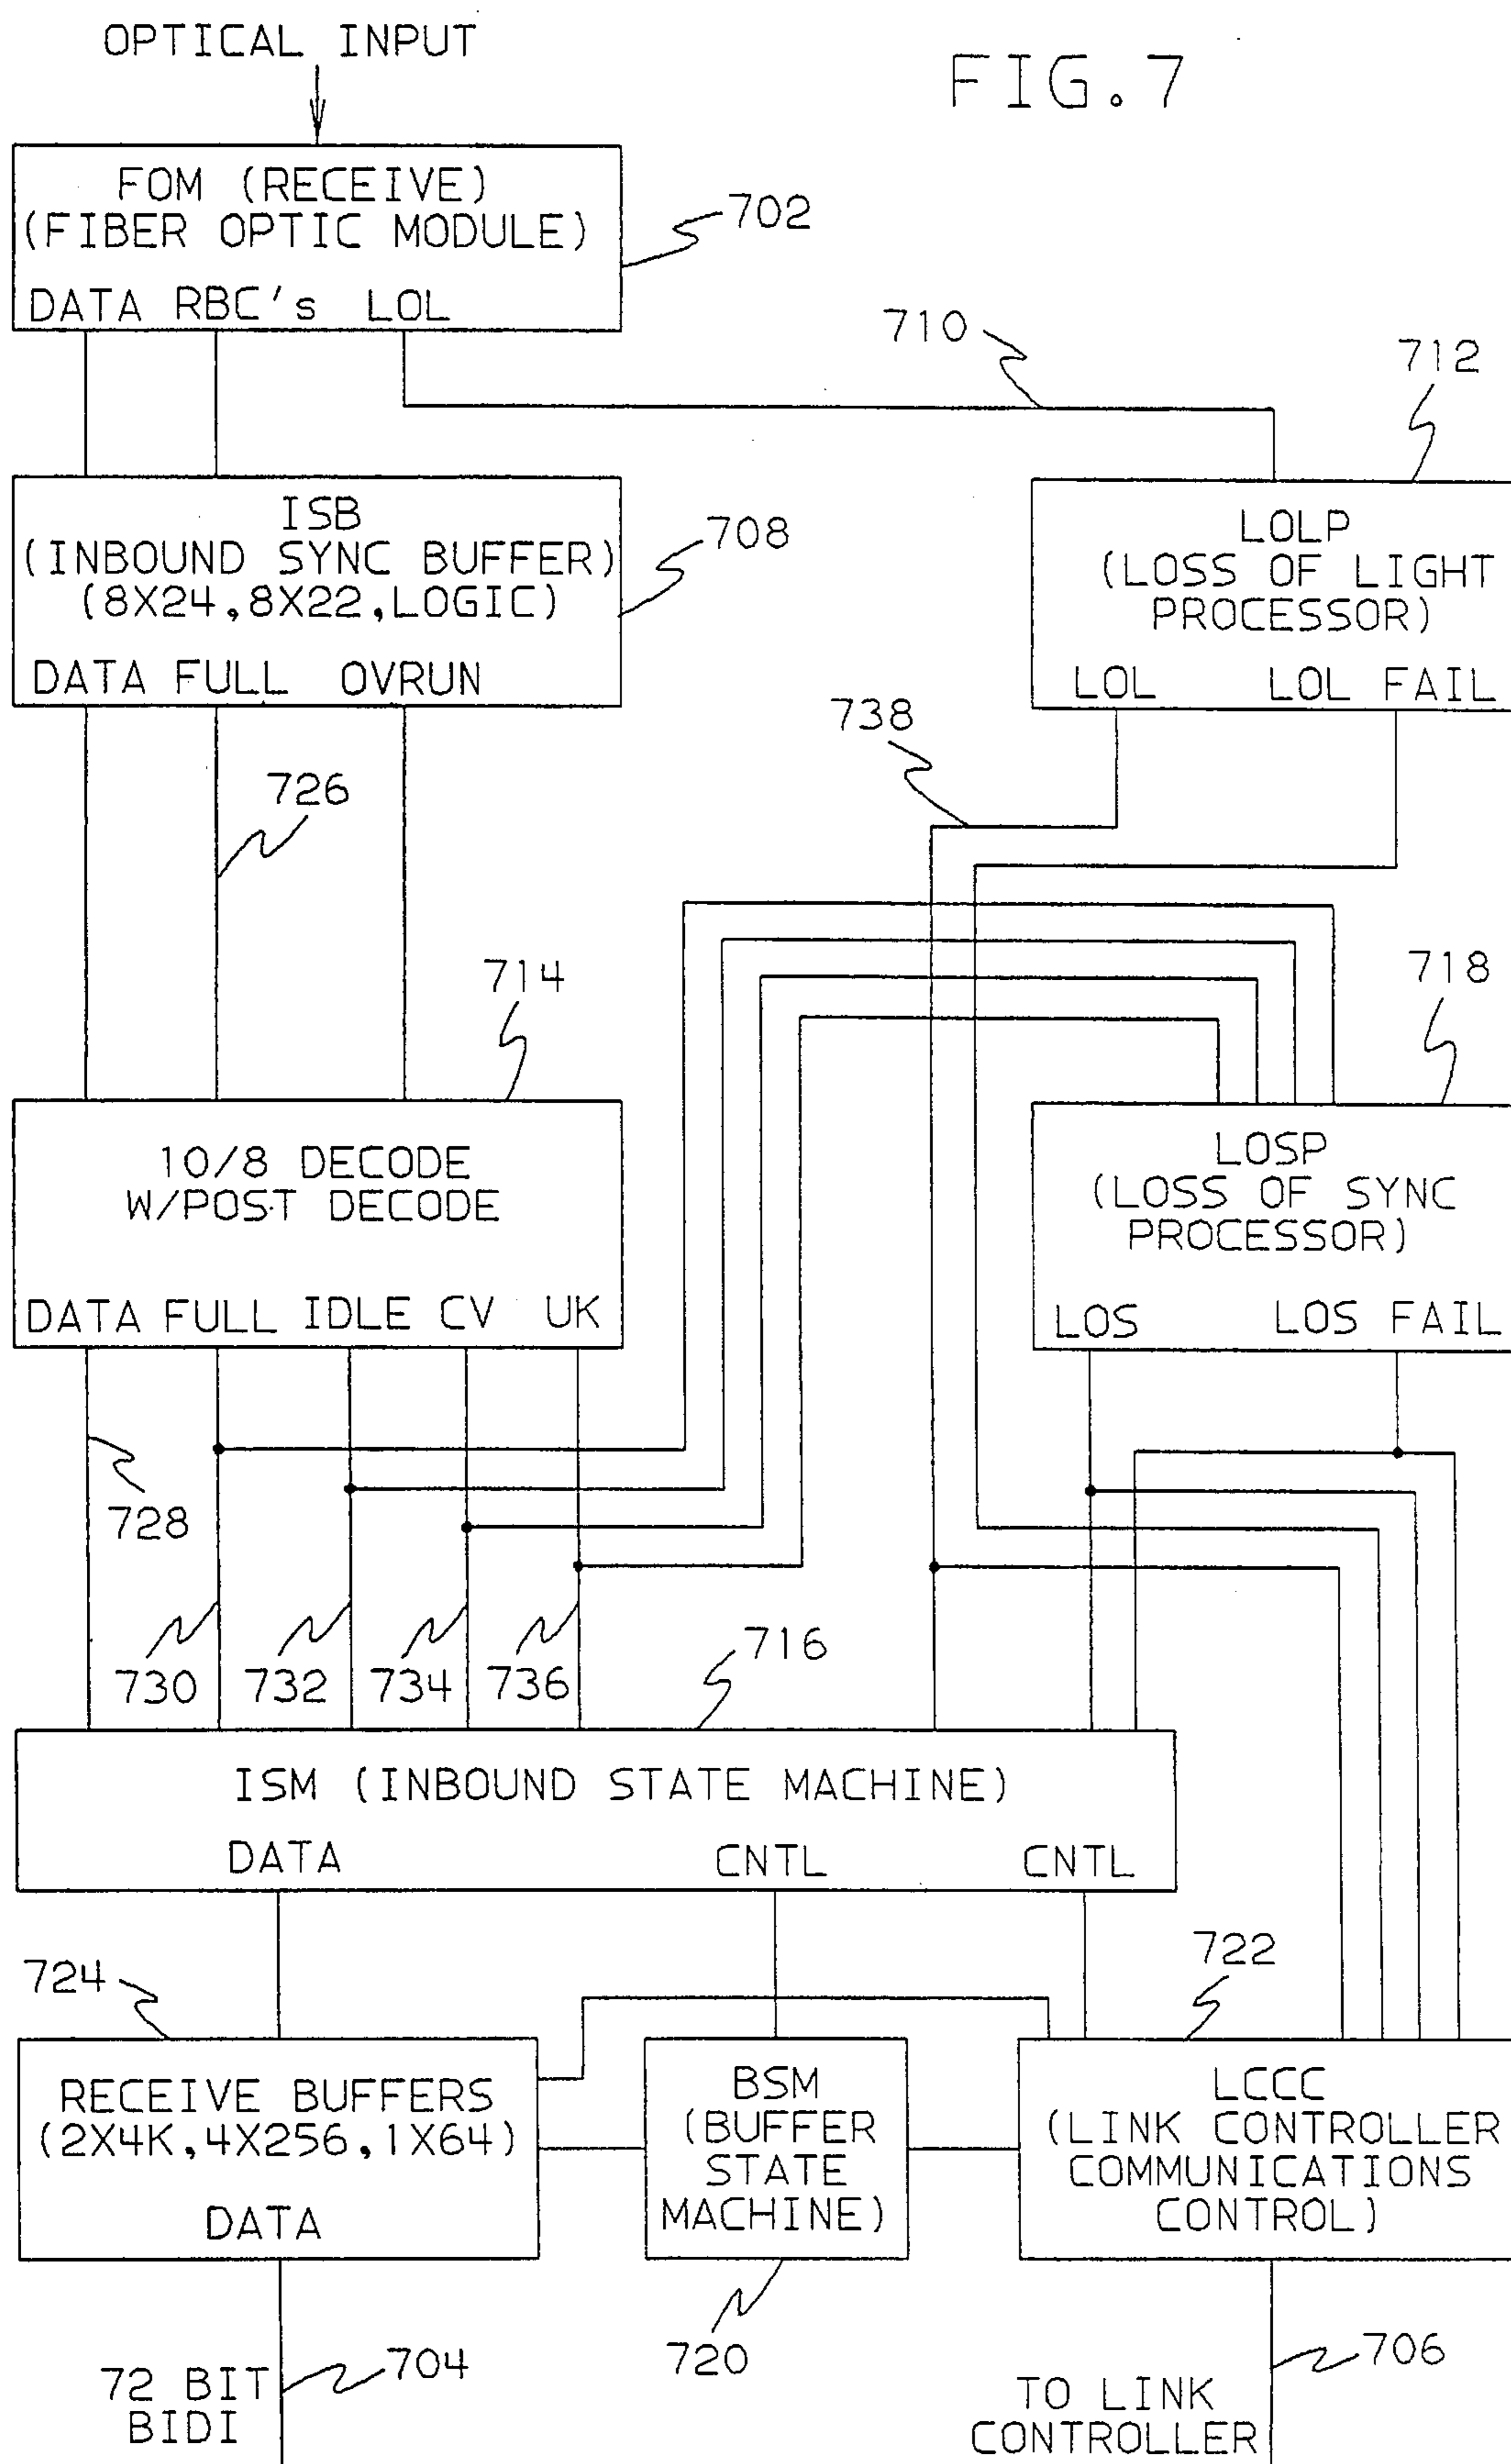 OPTICAL INPUT
FIG. 7
FOM (RECEIVE)
(FIBER OPTIC MODULE)
DATA RBC's LOL
702
710
712
ISB
(INBOUND SYNC BUFFER)
(8X24,8X22,LOGIC)
DATA FULL OVRUN
708
LOLP
(LOSS OF LIGHT
PROCESSOR)
LOL LOL FAIL
738
726
714
718
10/8 DECODE
W/POST DECODE
DATA FULL IDLE CV UK
LOSP
(LOSS OF SYNC
PROCESSOR)
LOS LOS FAIL
728
730 732 734 736
716
ISM (INBOUND STATE MACHINE)
DATA CNTL CNTL
724
722
RECEIVE BUFFERS
(2X4K,4X256,1X64)
DATA
BSM
(BUFFER
STATE
MACHINE)
LCCC
(LINK CONTROLLER
COMMUNICATIONS
CONTROL)
704
720
706
72 BIT
BIDI
TO LINK
CONTROLLER